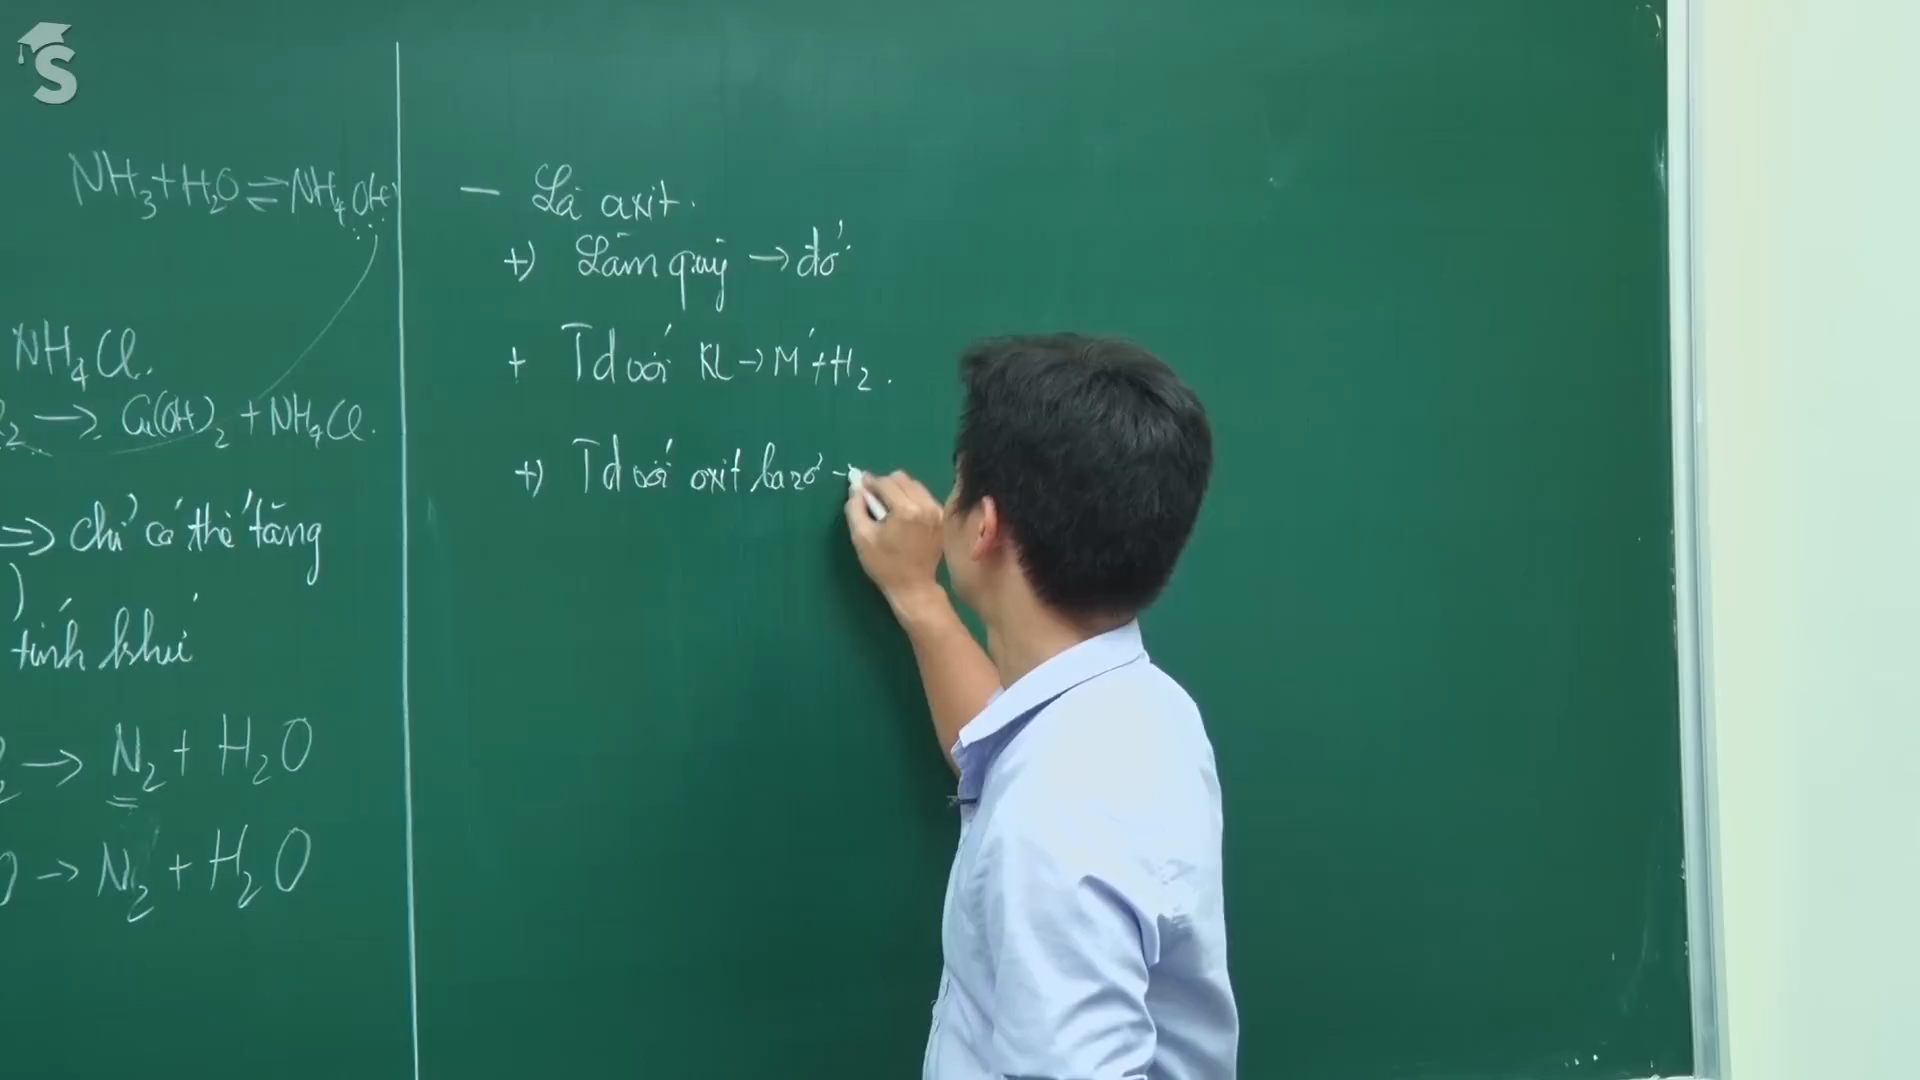 S
NH₃+H₂O ⇌ NH₄OH
NH₄Cl.
₂ → Cu(OH)₂ + NH₄Cl.
=> chỉ có thể tăng
)
tính khử
₂ → N₂ + H₂O
O → N₂ + H₂O
— Là axit.
+) Làm quỳ → đỏ
+ Td với KL → M + H₂.
+) Td với oxit bazơ -